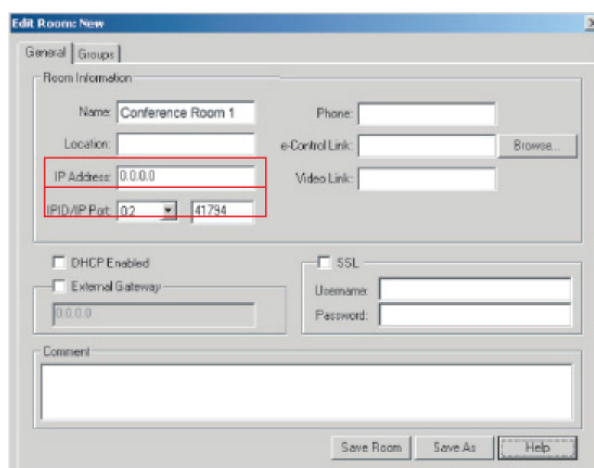 Edit Room: New
General Groups
Room Information
Name: Conference Room 1
Phone:
Location:
e-Control Link:
Browse...
IP Address: 0.0.0.0
Video Link:
IPID/IP Port: 02 41794
DHCP Enabled
SSL
External Gateway
0.0.0.0
Username:
Password:
Comment
Save Room Save As Help